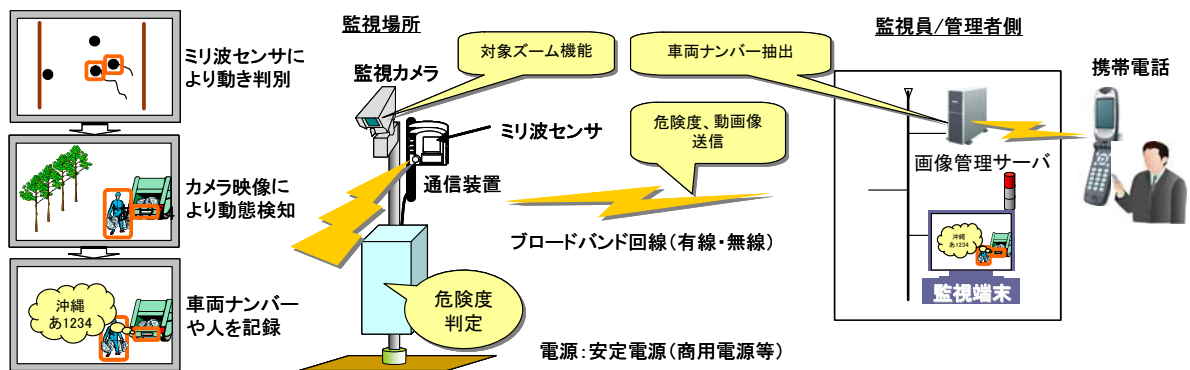 監視場所
監視員/管理者側
ミリ波センサに
より動き判別
対象ズーム機能
車両ナンバー抽出
監視カメラ
携帯電話
ミリ波センサ
危険度、動画像
送信
画像管理サーバ
通信装置
カメラ映像に
より動態検知
ブロードバンド回線(有線・無線)
沖縄
あ1234
監視端末
沖縄
あ1234
車両ナンバー
や人を記録
危険度
判定
電源:安定電源(商用電源等)